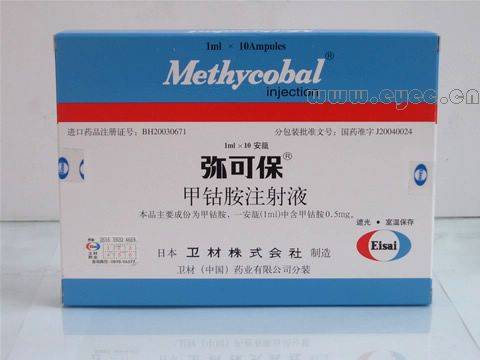 1ml × 10Ampules
Methycobal®
injection
www.eyec.cn
进口药品注册证号：BH20030671
分包装批准文号：国药准字J20040024
1ml×10 安瓿
弥可保®
甲钴胺注射液
本品主要成份为甲钴胺，一安瓿(1ml)中含甲钴胺0.5mg。
遮光·室温保存
Eisai
日本 卫材株式会社 制造
卫材（中国）药业有限公司分装